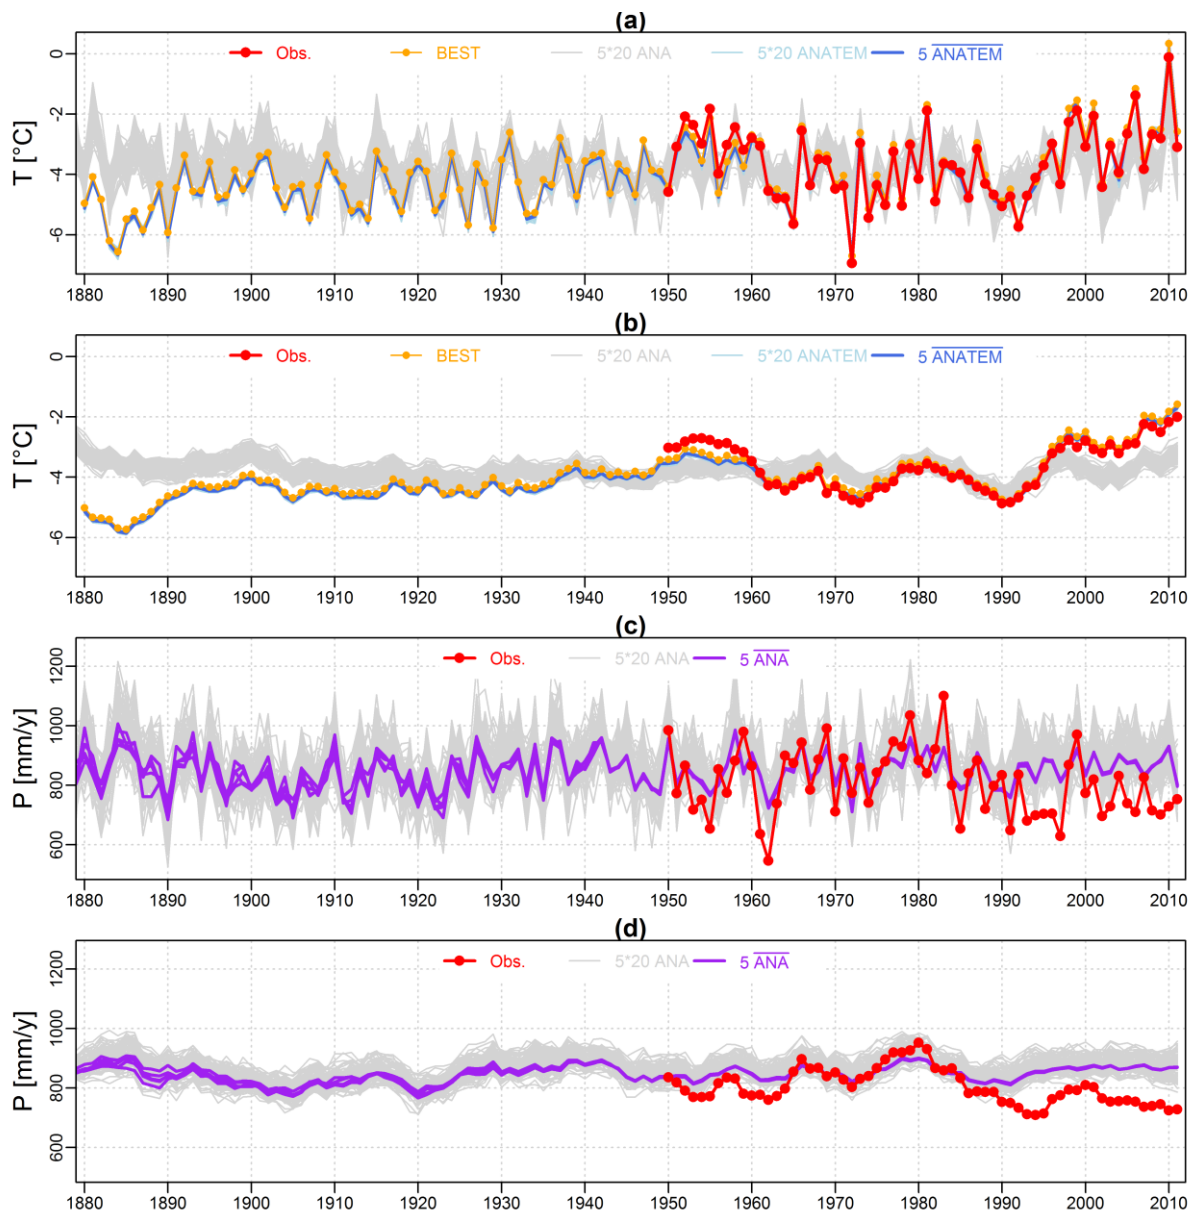 (a)
Obs. BEST 5*20 ANA 5*20 ANATEM 5 ANATEM
T [°C]
0
-2
-4
-6
1880 1890 1900 1910 1920 1930 1940 1950 1960 1970 1980 1990 2000 2010
(b)
Obs. BEST 5*20 ANA 5*20 ANATEM 5 ANATEM
T [°C]
0
-2
-4
-6
1880 1890 1900 1910 1920 1930 1940 1950 1960 1970 1980 1990 2000 2010
(c)
Obs. 5*20 ANA 5 ANA
P [mm/y]
1200
1000
800
600
1880 1890 1900 1910 1920 1930 1940 1950 1960 1970 1980 1990 2000 2010
(d)
Obs. 5*20 ANA 5 ANA
P [mm/y]
1200
1000
800
600
1880 1890 1900 1910 1920 1930 1940 1950 1960 1970 1980 1990 2000 2010